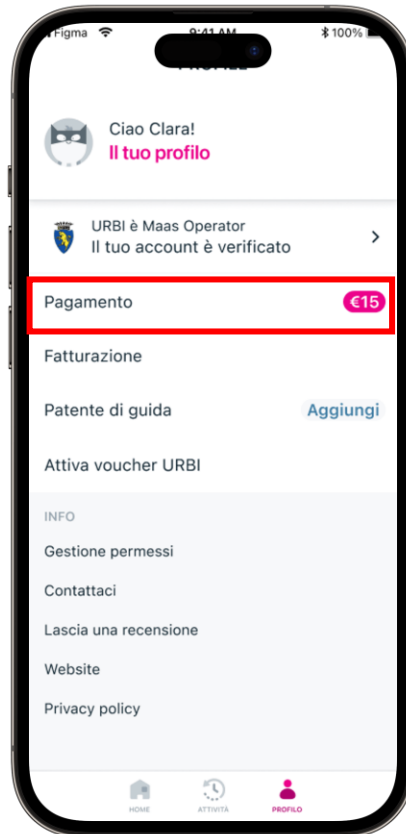 Figma
9:41 AM
100%
PROFILE
Ciao Clara!
Il tuo profilo
URBI è Maas Operator
Il tuo account è verificato
Pagamento
€15
Fatturazione
Patente di guida
Aggiungi
Attiva voucher URBI
INFO
Gestione permessi
Contattaci
Lascia una recensione
Website
Privacy policy
HOME
ATTIVITÀ
PROFILO